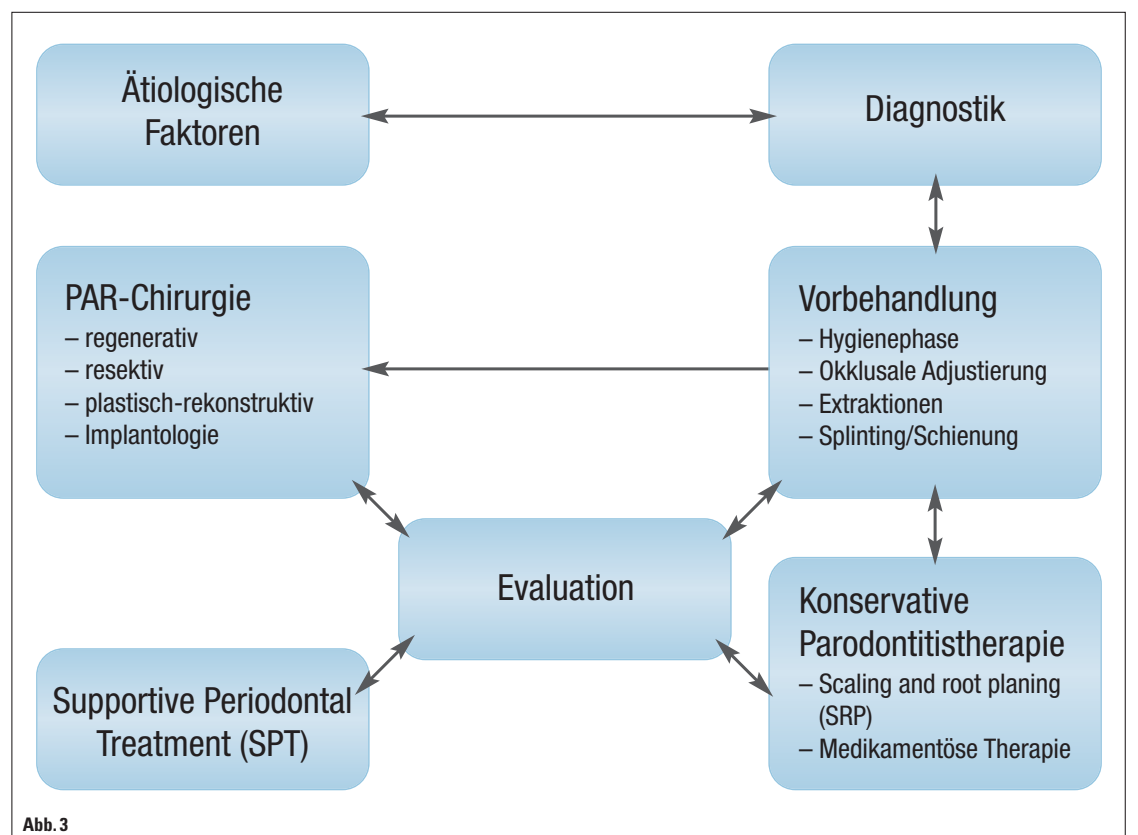 Ätiologische
Faktoren
Diagnostik
PAR-Chirurgie
– regenerativ
– resektiv
– plastisch-rekonstruktiv
– Implantologie
Vorbehandlung
– Hygienephase
– Okklusale Adjustierung
– Extraktionen
– Splinting/Schienung
Evaluation
Konservative
Parodontitistherapie
– Scaling and root planing
(SRP)
– Medikamentöse Therapie
Supportive Periodontal
Treatment (SPT)
Abb. 3